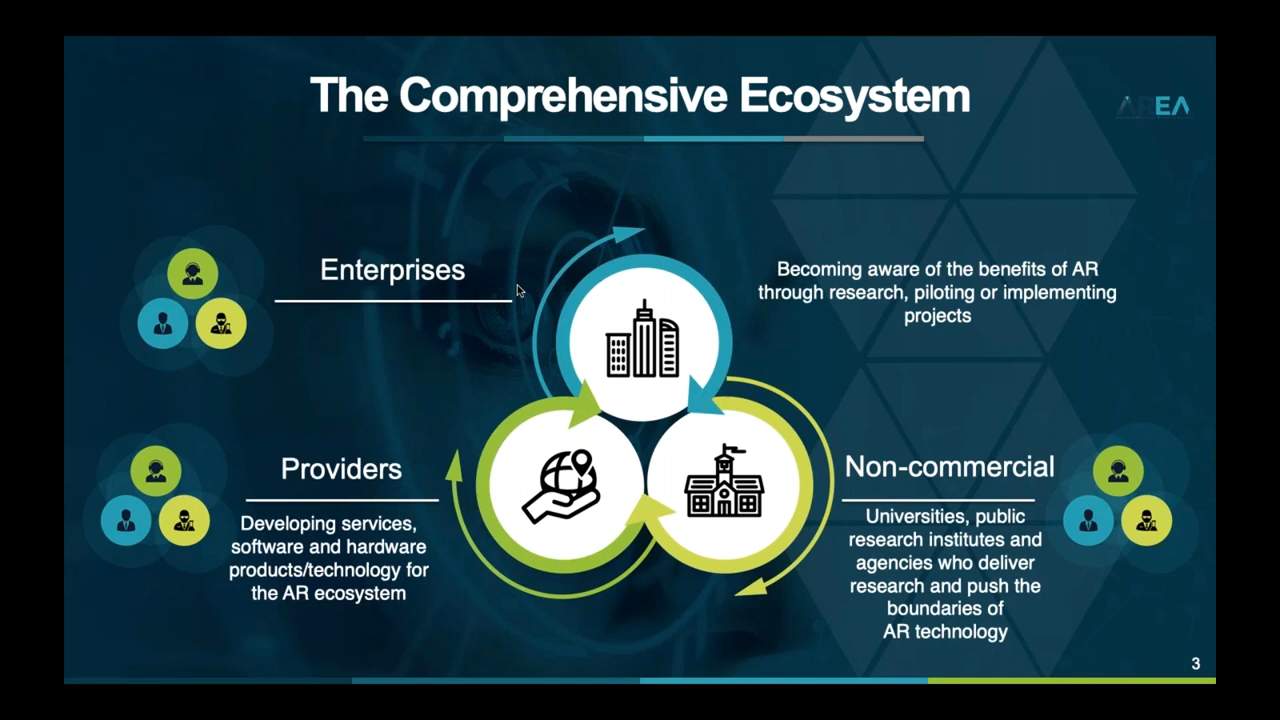 The Comprehensive Ecosystem
AREA
Enterprises
Becoming aware of the benefits of AR
through research, piloting or implementing
projects
Providers
Developing services,
software and hardware
products/technology for
the AR ecosystem
Non-commercial
Universities, public
research institutes and
agencies who deliver
research and push the
boundaries of
AR technology
3